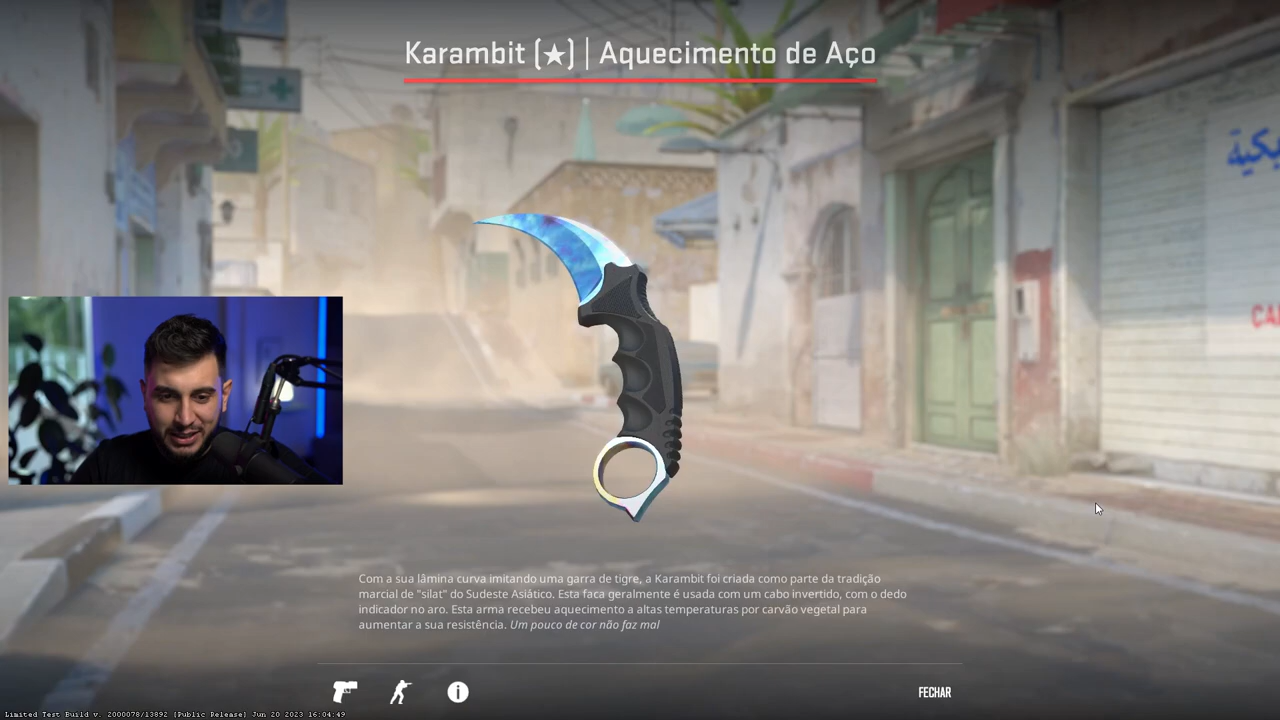 Karambit (★) | Aquecimento de Aço
بكية
CA
Com a sua lâmina curva imitando uma garra de tigre, a Karambit foi criada como parte da tradição
marcial de "silat" do Sudeste Asiático. Esta faca geralmente é usada com um cabo invertido, com o dedo
indicador no aro. Esta arma recebeu aquecimento a altas temperaturas por carvão vegetal para
aumentar a sua resistência. Um pouco de cor não faz mal
FECHAR
Limited Test Build v. 2000078/13892 [Public Release] Jun 20 2023 16:04:49